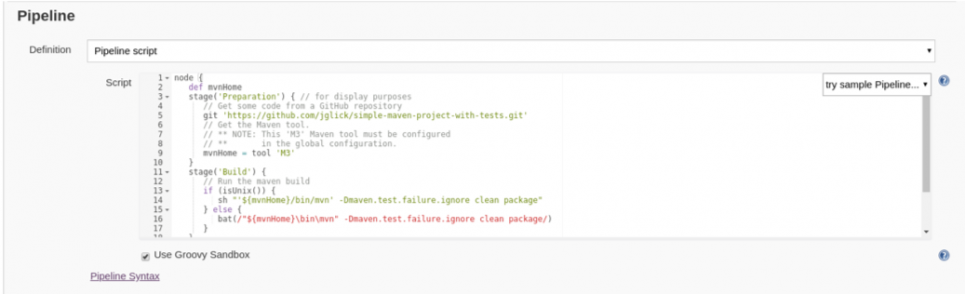 Pipeline
Definition Pipeline script
Script try sample Pipeline...
1 node {
2 def mvnHome
3 stage('Preparation') { // for display purposes
4 // Get some code from a GitHub repository
5 git 'https://github.com/jglick/simple-maven-project-with-tests.git'
6 // Get the Maven tool.
7 // ** NOTE: This 'M3' Maven tool must be configured
8 // **       in the global configuration.
9 mvnHome = tool 'M3'
10 }
11 stage('Build') {
12 // Run the maven build
13 if (isUnix()) {
14 sh "'${mvnHome}/bin/mvn' -Dmaven.test.failure.ignore clean package"
15 } else {
16 bat(/"${mvnHome}\bin\mvn" -Dmaven.test.failure.ignore clean package/)
17 }
Use Groovy Sandbox
Pipeline Syntax